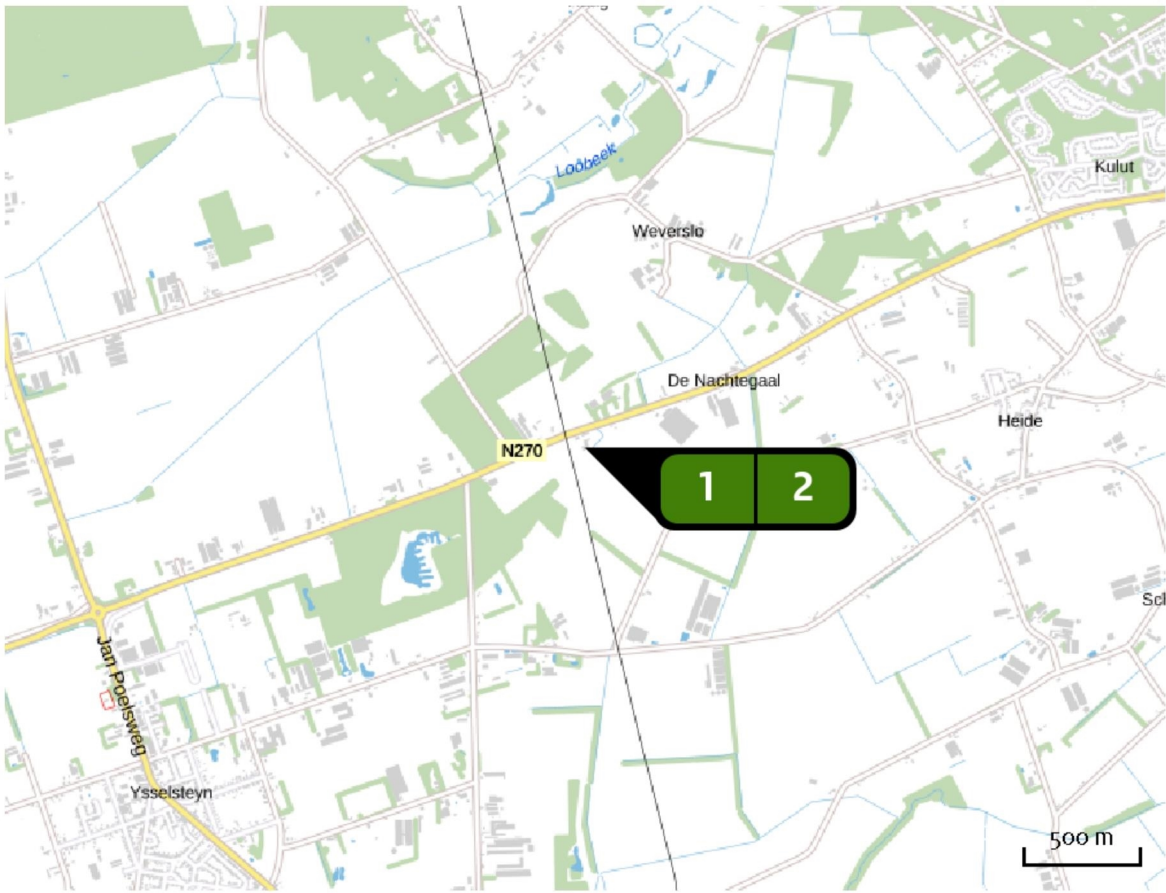 Loobeek
Kulut
Weverslo
De Nachtegaal
Heide
N270
1
2
Jan Poelsweg
Ysselsteyn
500 m